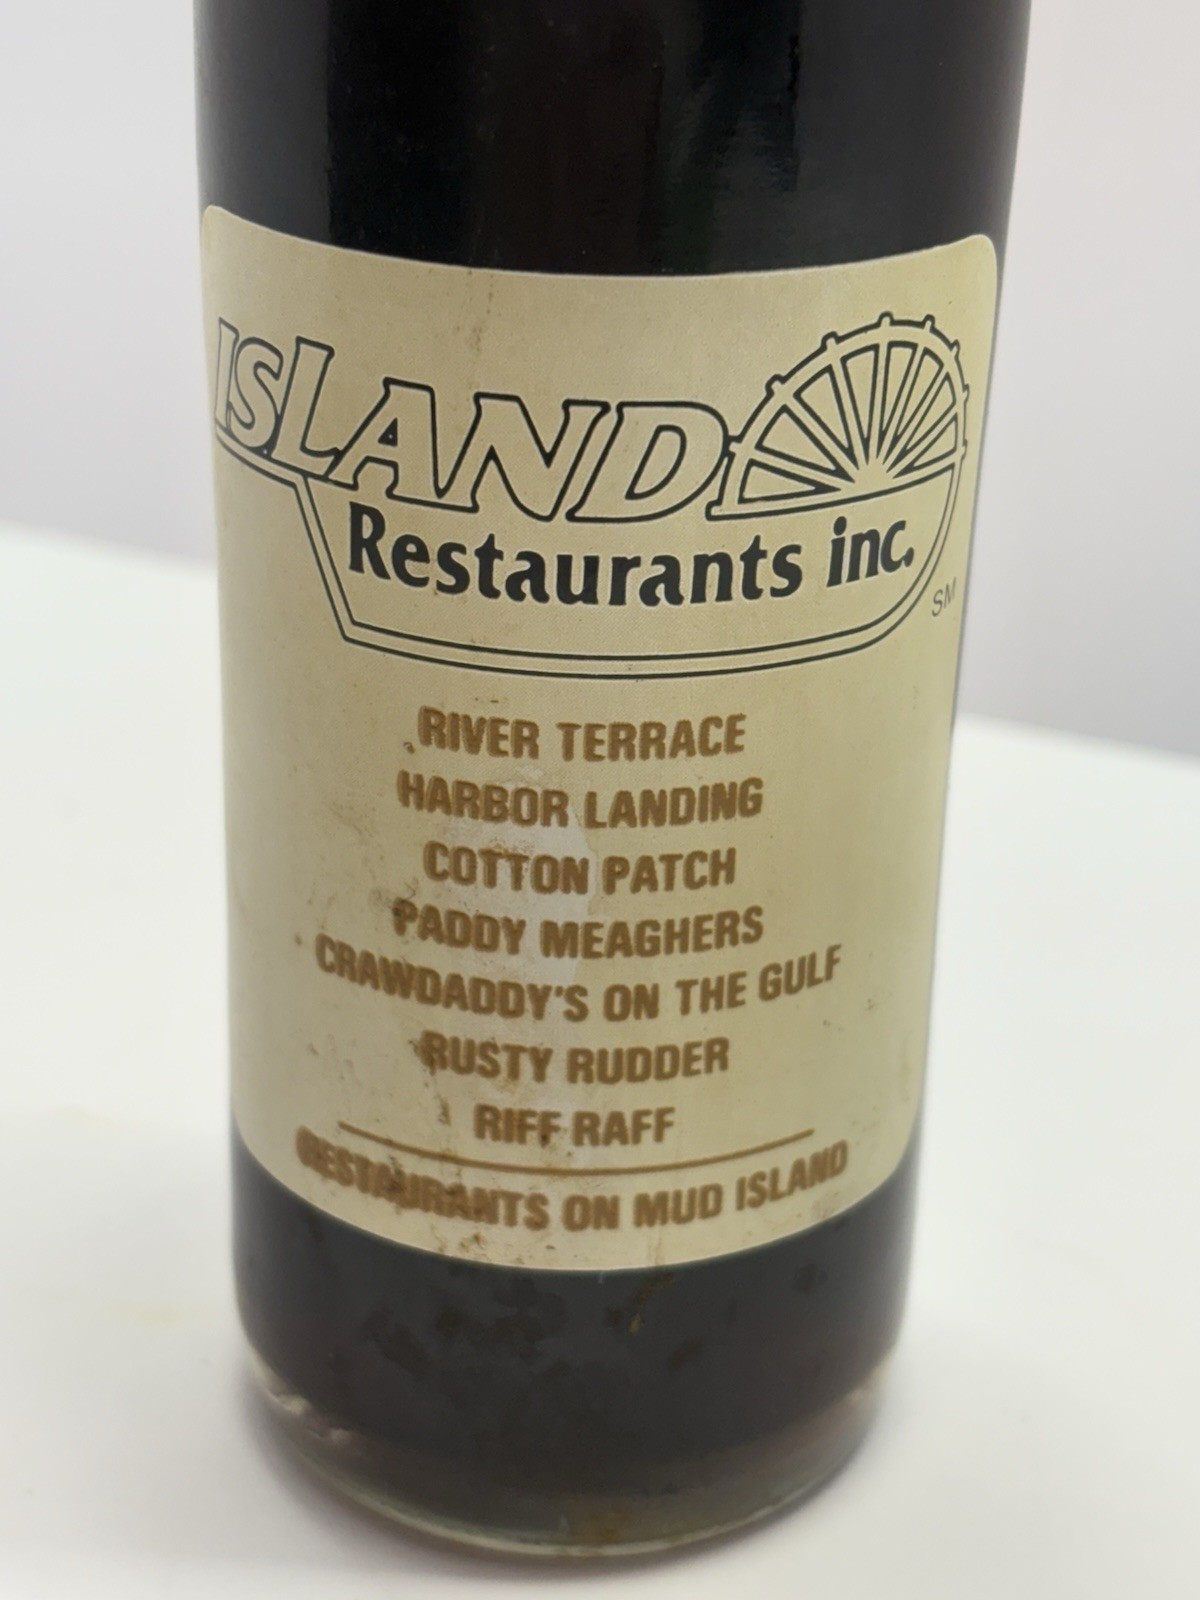 ISLAND
Restaurants inc.
SM
RIVER TERRACE
HARBOR LANDING
COTTON PATCH
PADDY MEAGHERS
CRAWDADDY'S ON THE GULF
RUSTY RUDDER
RIFF RAFF
RESTAURANTS ON MUD ISLAND